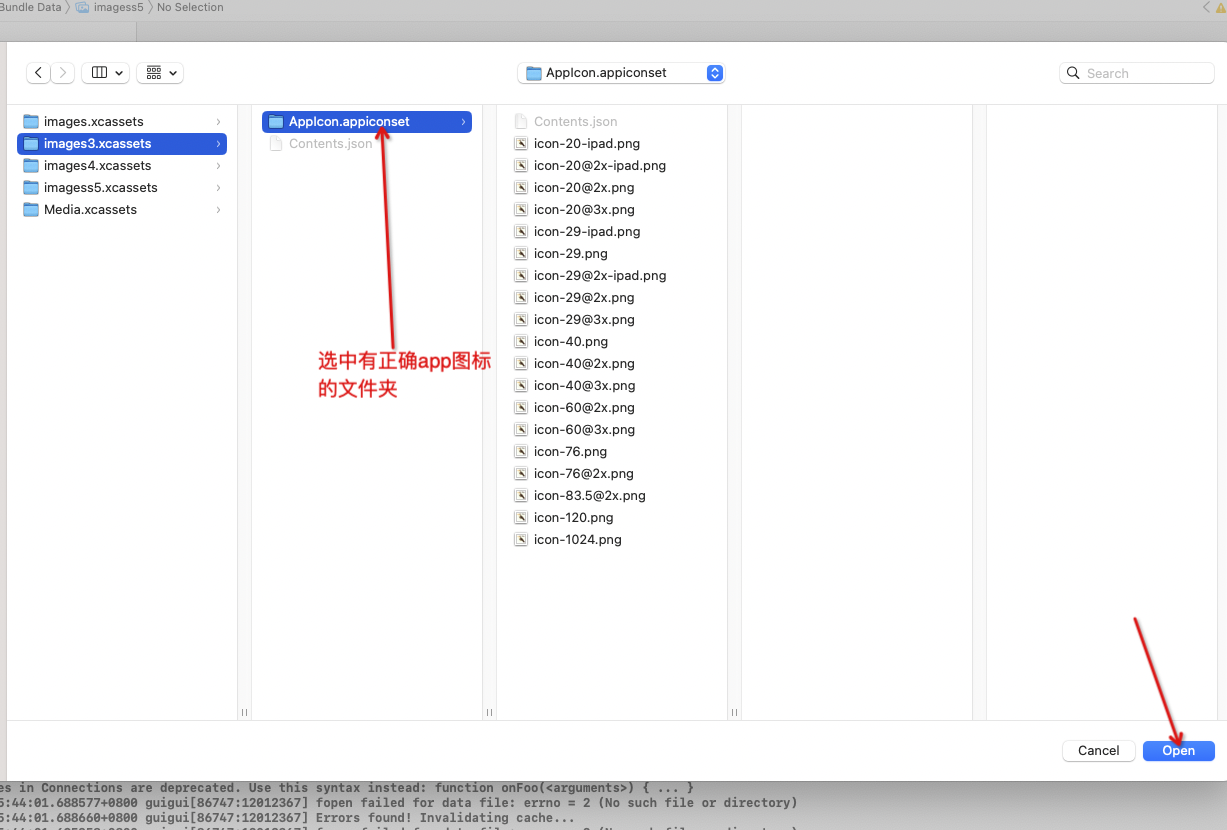 Bundle Data 〉 imagess5 〉 No Selection
AppIcon.appiconset
Search
images.xcassets
images3.xcassets
images4.xcassets
imagess5.xcassets
Media.xcassets
AppIcon.appiconset
Contents.json
选中有正确app图标
的文件夹
Contents.json
icon-20-ipad.png
icon-20@2x-ipad.png
icon-20@2x.png
icon-20@3x.png
icon-29-ipad.png
icon-29.png
icon-29@2x-ipad.png
icon-29@2x.png
icon-29@3x.png
icon-40.png
icon-40@2x.png
icon-40@3x.png
icon-60@2x.png
icon-60@3x.png
icon-76.png
icon-76@2x.png
icon-83.5@2x.png
icon-120.png
icon-1024.png
Cancel
Open
es in Connections are deprecated. Use this syntax instead: function onFoo(<arguments>) { ... }
5:44:01.688577+0800 guigui[86747:12012367] fopen failed for data file: errno = 2 (No such file or directory)
5:44:01.688660+0800 guigui[86747:12012367] Errors found! Invalidating cache...